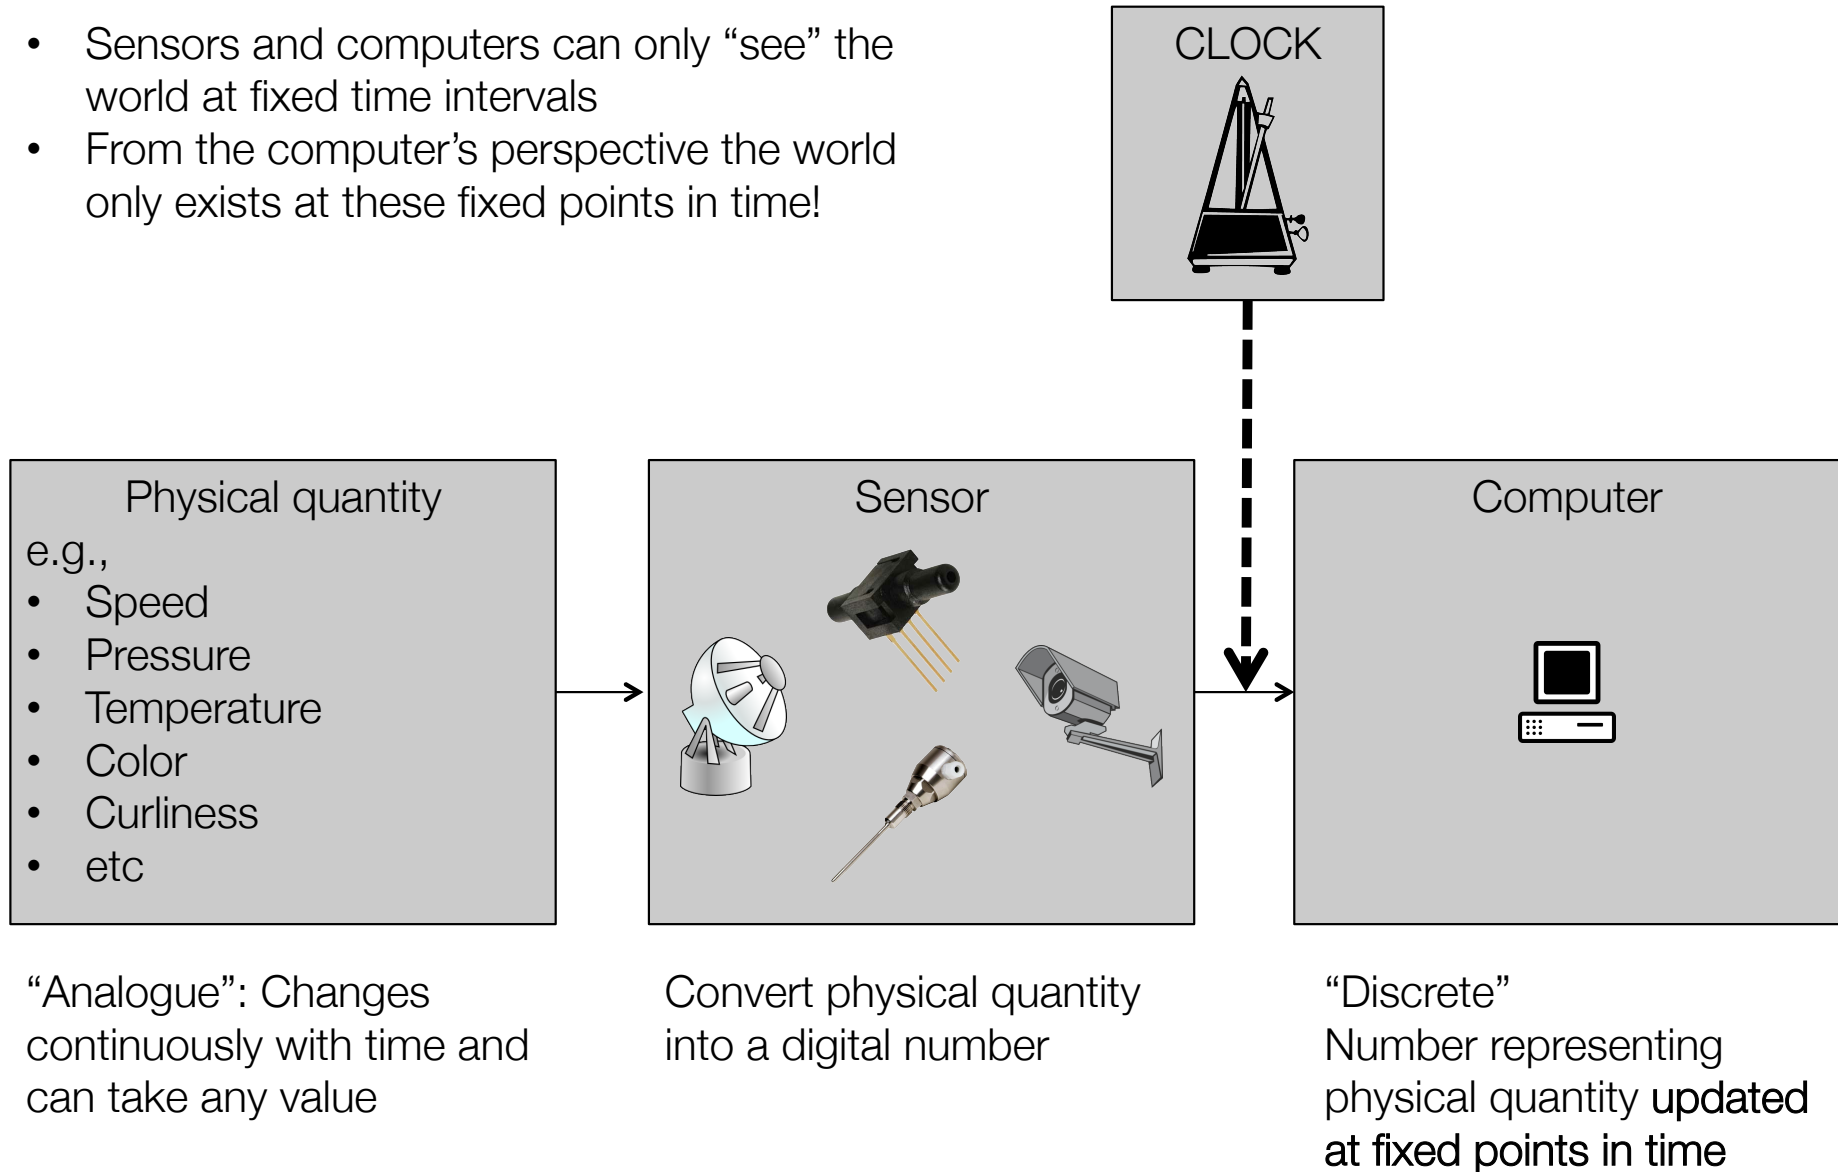 • Sensors and computers can only “see” the
world at fixed time intervals
• From the computer’s perspective the world
only exists at these fixed points in time!
CLOCK
Physical quantity
e.g.,
• Speed
• Pressure
• Temperature
• Color
• Curliness
• etc
Sensor
Computer
“Analogue”: Changes
continuously with time and
can take any value
Convert physical quantity
into a digital number
“Discrete”
Number representing
physical quantity updated
at fixed points in time